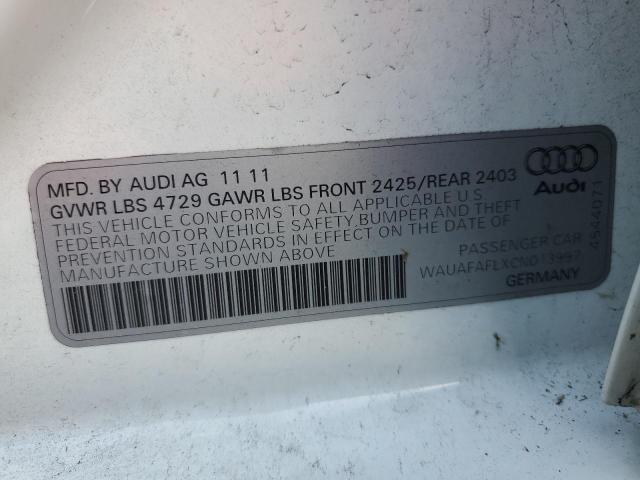 MFD. BY AUDI AG 11 11
GVWR LBS 4729 GAWR LBS FRONT 2425/REAR 2403
THIS VEHICLE CONFORMS TO ALL APPLICABLE U.S
FEDERAL MOTOR VEHICLE SAFETY BUMPER AND THEFT
PREVENTION STANDARDS IN EFFECT ON THE DATE OF
MANUFACTURE SHOWN ABOVE
Audi
PASSENGER CAR
WAUAFAFLXCN013997
GERMANY
4544071